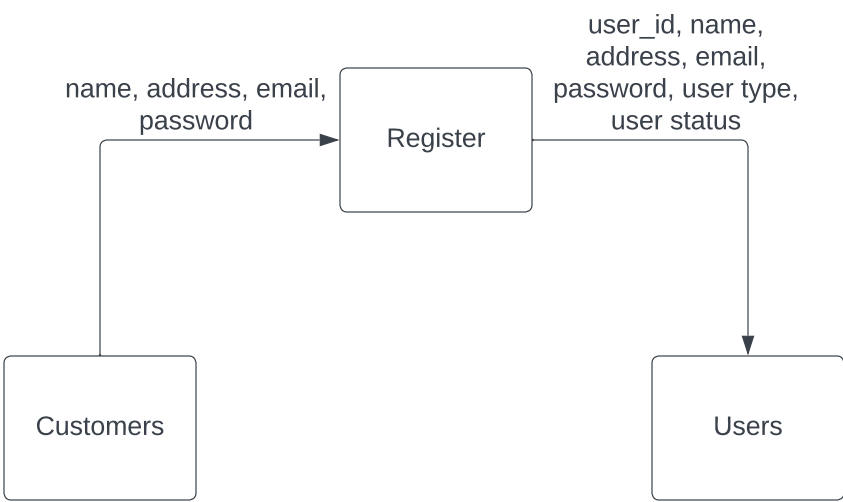 name, address, email,
password
Register
user_id, name,
address, email,
password, user type,
user status
Customers
Users